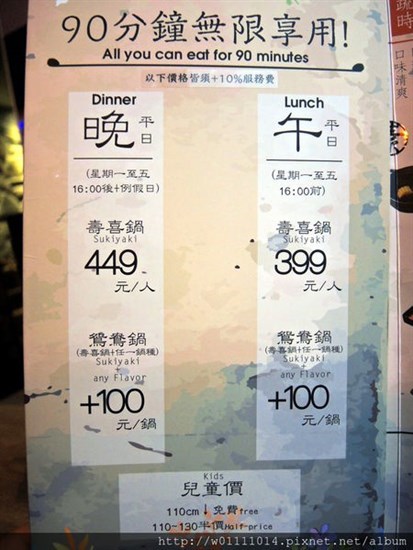 90分鐘無限享用!
All you can eat for 90 minutes
以下價格皆須+10%服務費
Dinner
晚 平日
(星期一至五
16:00後+例假日)
壽喜鍋
Sukiyaki
449
元/人
鴛鴦鍋
(壽喜鍋+任一鍋種)
Sukiyaki
+
any Flavor
+100
元/鍋
Lunch
午 平日
(星期一至五
16:00前)
壽喜鍋
Sukiyaki
399
元/人
鴛鴦鍋
(壽喜鍋+任一鍋種)
Sukiyaki
+
any Flavor
+100
元/鍋
Kids
兒童價
110cm↓免費free
110-130半價Half-price
口味清爽
http://w01111014.pixnet.net/album